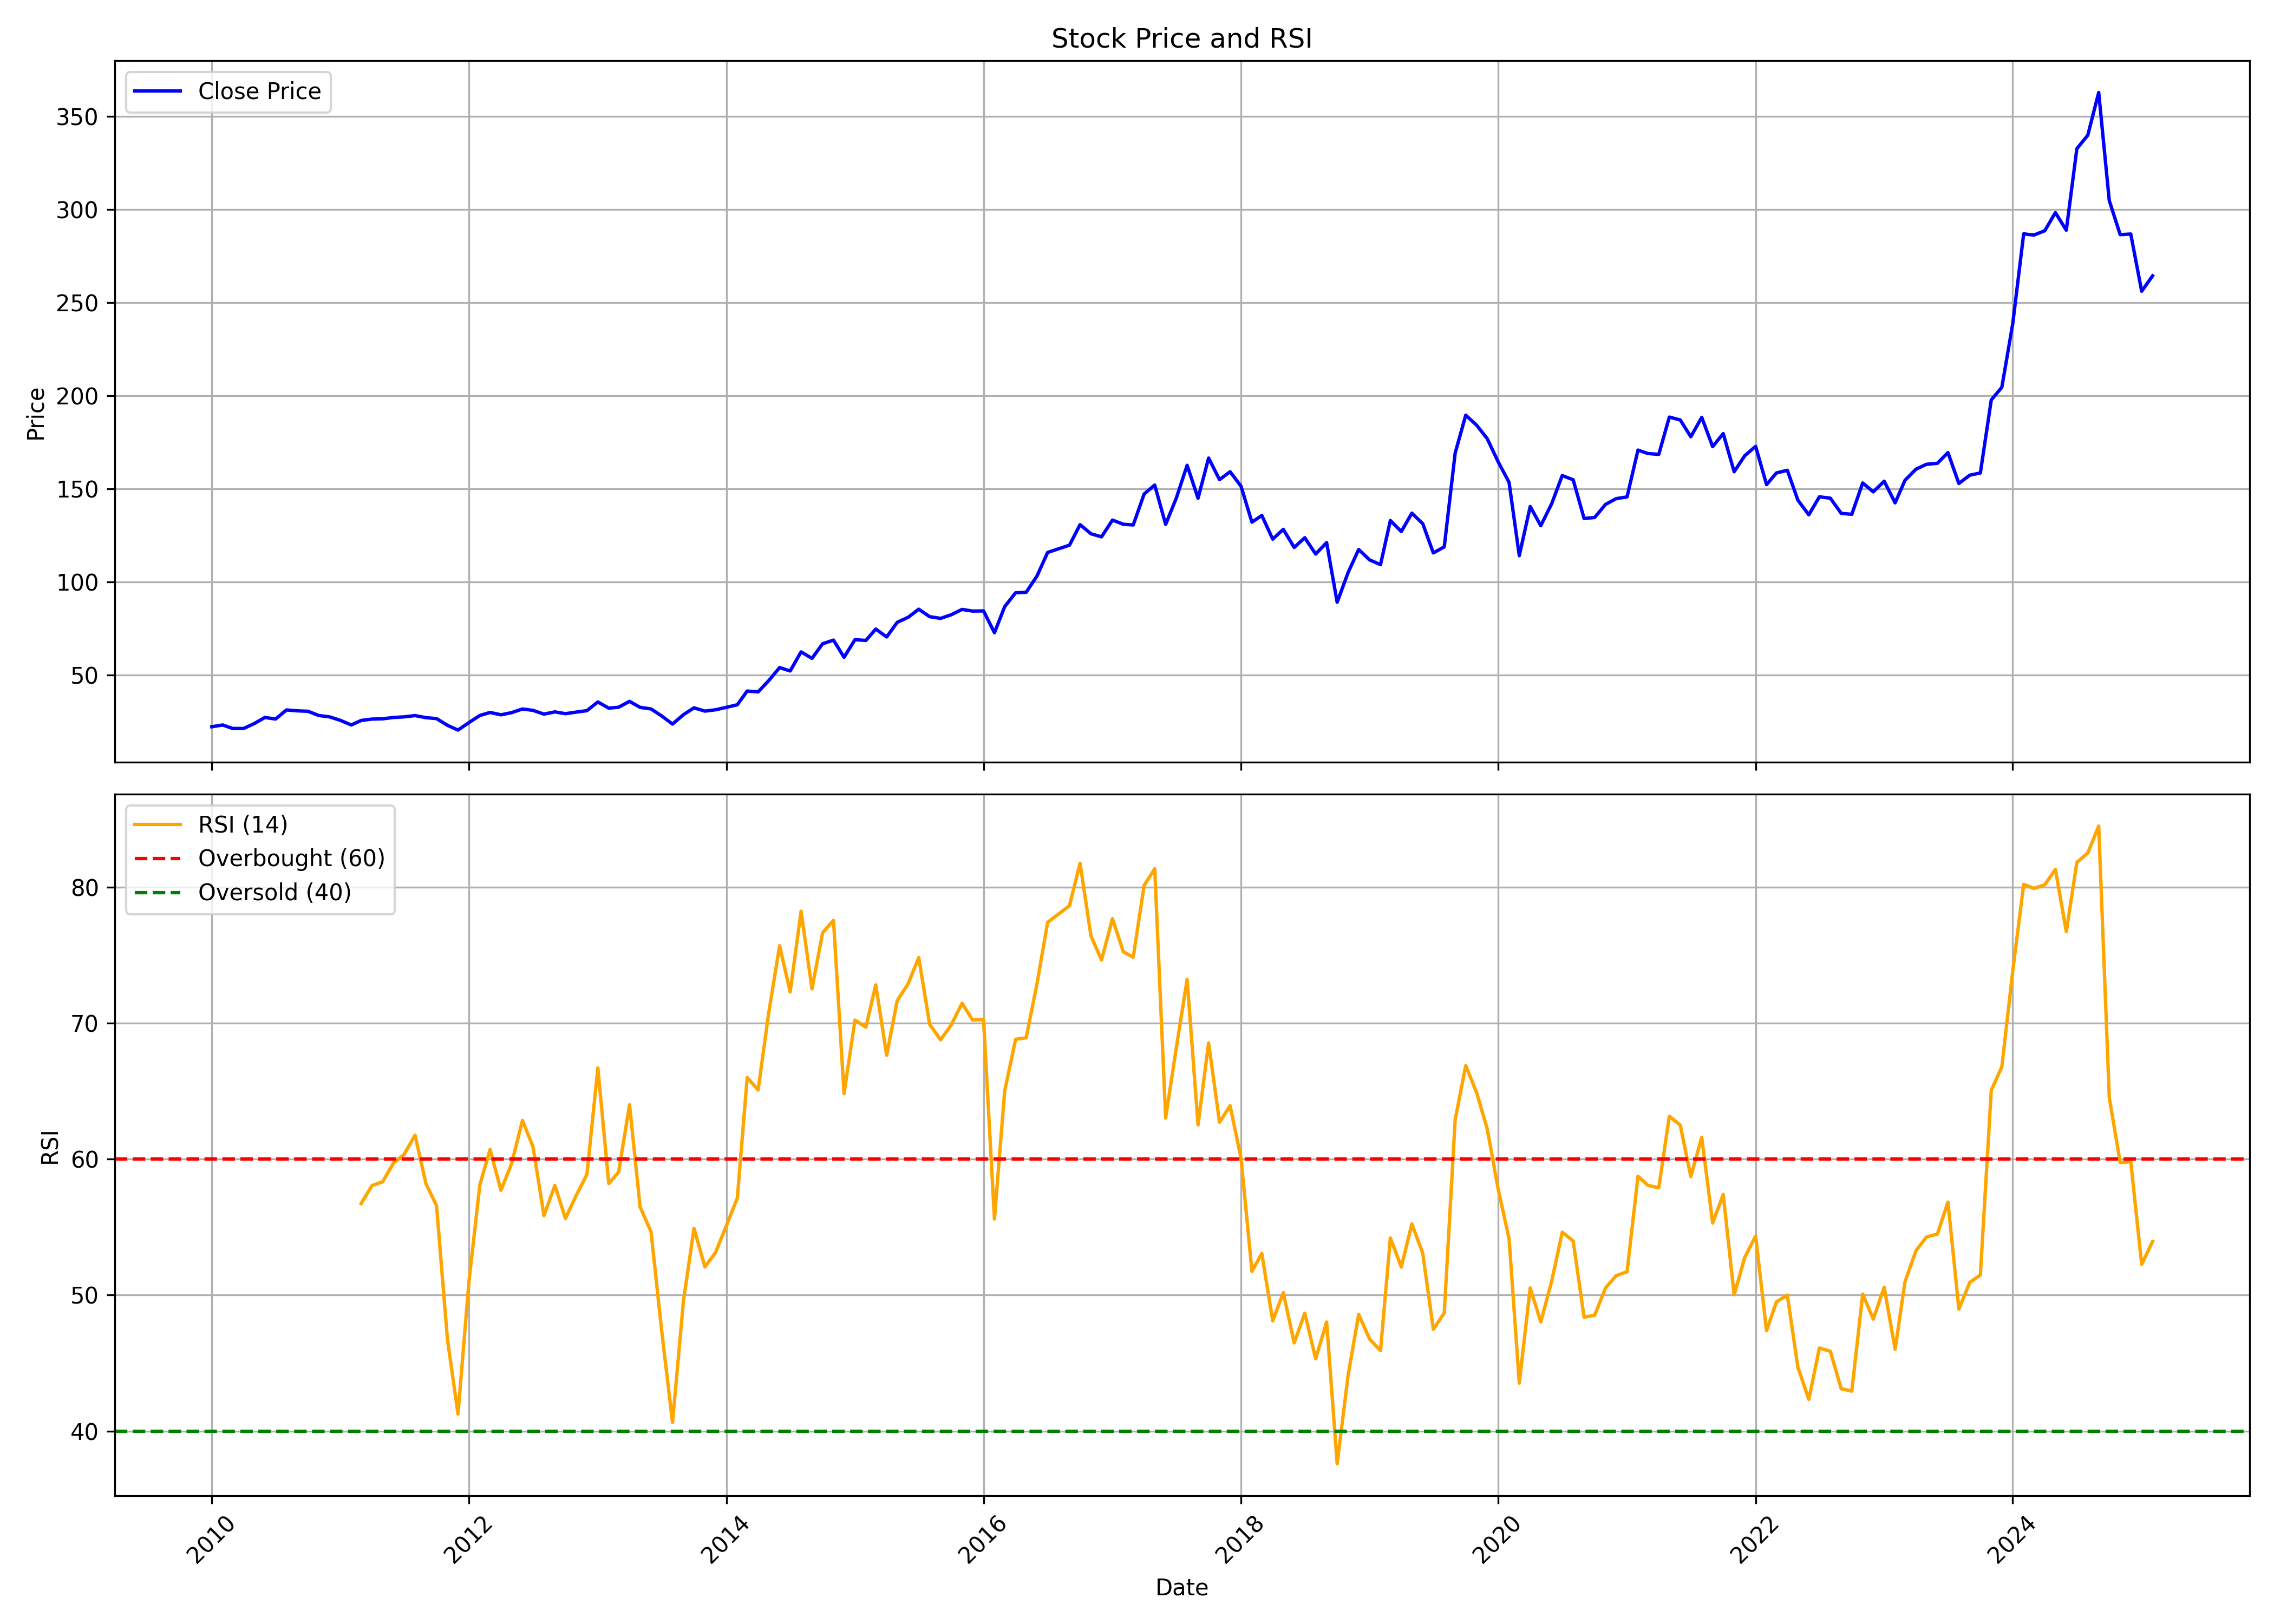 Stock Price and RSI
Close Price
350
300
250
200
150
100
50
Price
RSI (14)
Overbought (60)
Oversold (40)
80
70
60
50
40
RSI
2010
2012
2014
2016
2018
2020
2022
2024
Date